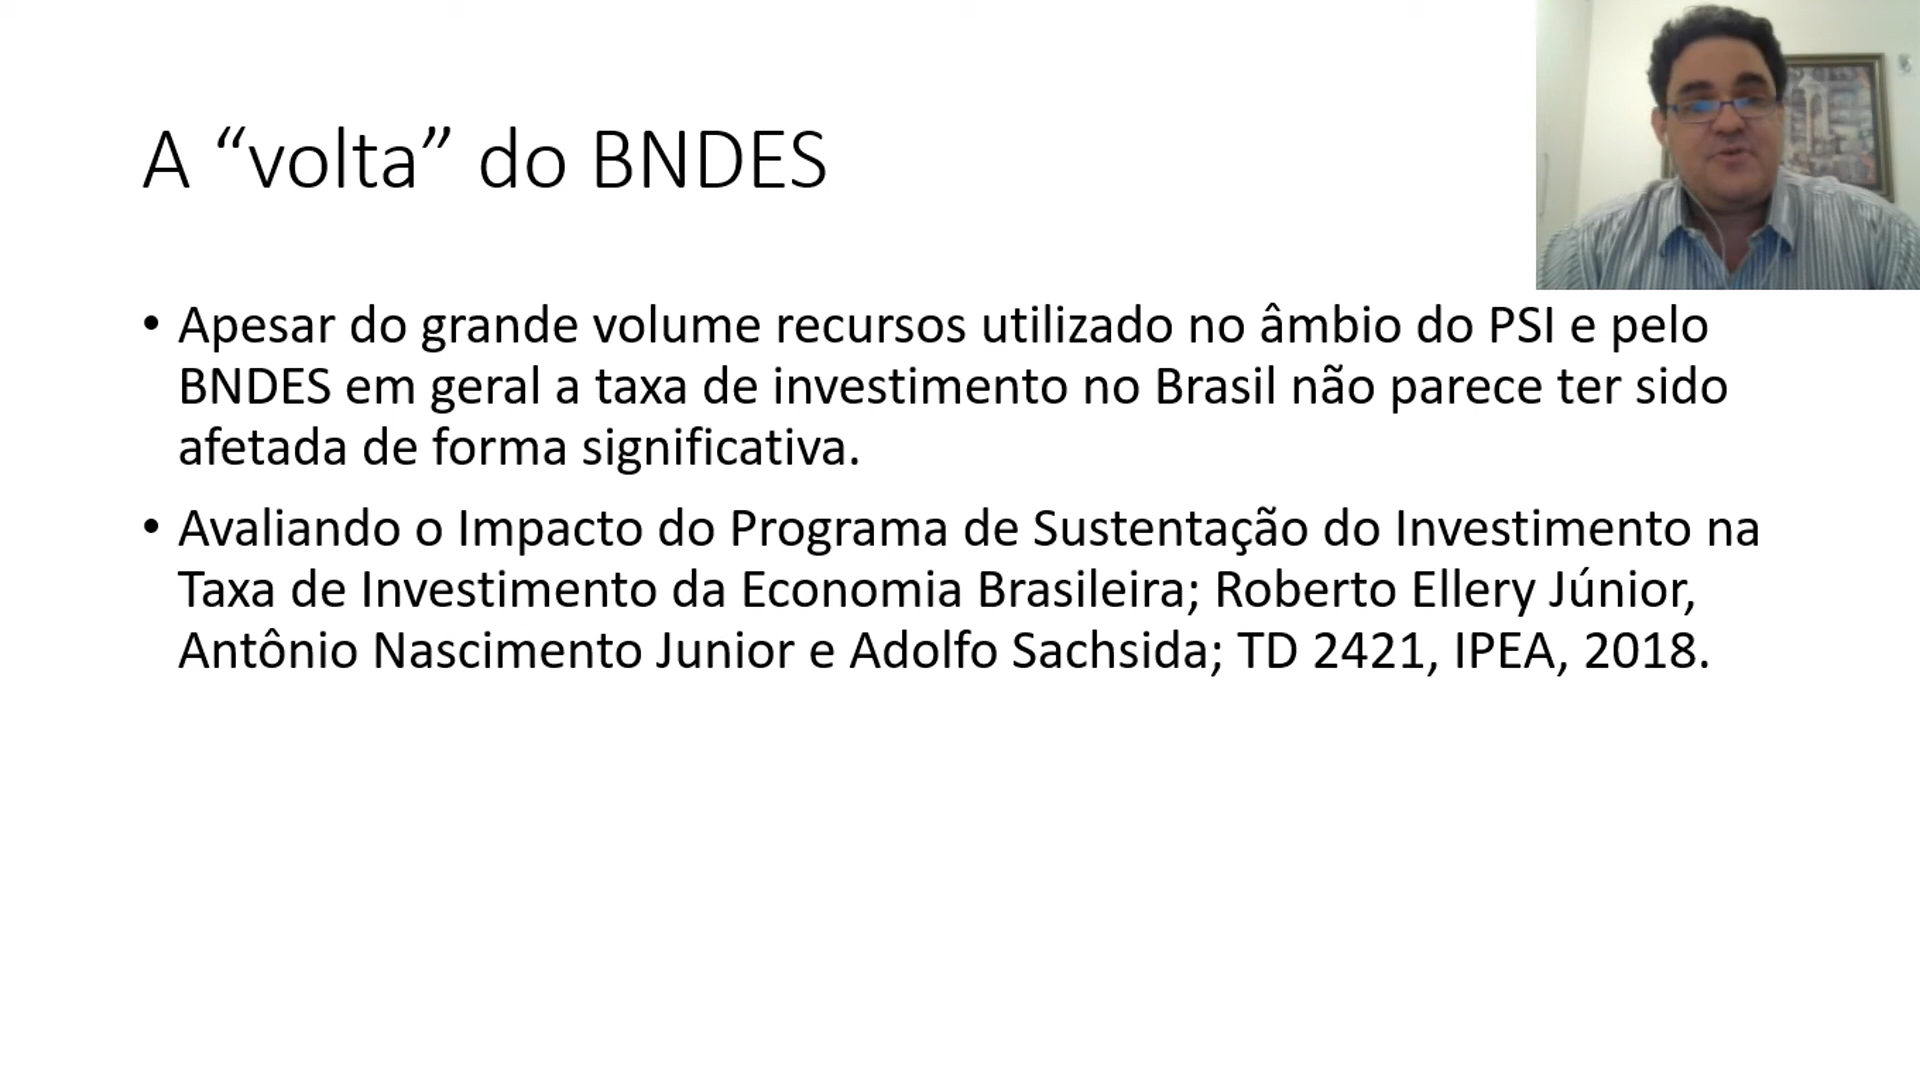 A “volta” do BNDES
• Apesar do grande volume recursos utilizado no âmbio do PSI e pelo
BNDES em geral a taxa de investimento no Brasil não parece ter sido
afetada de forma significativa.
• Avaliando o Impacto do Programa de Sustentação do Investimento na
Taxa de Investimento da Economia Brasileira; Roberto Ellery Júnior,
Antônio Nascimento Junior e Adolfo Sachsida; TD 2421, IPEA, 2018.